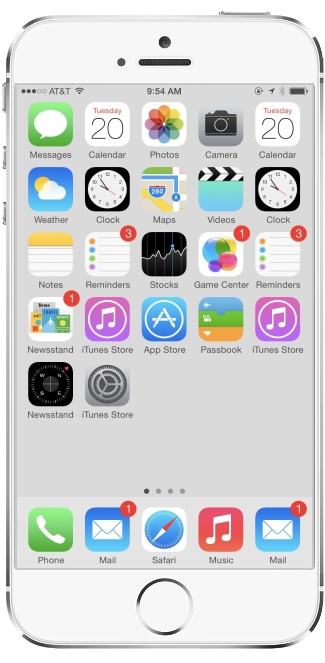 AT&T 9:54 AM
Tuesday Tuesday
20 20
Messages Calendar Photos Camera Calendar
280
Weather Clock Maps Videos Clock
3 1 3
Notes Reminders Stocks Game Center Reminders
1
Newsstand iTunes Store App Store Passbook iTunes Store
N
W E
S
Newsstand iTunes Store
1 1
Phone Mail Safari Music Mail